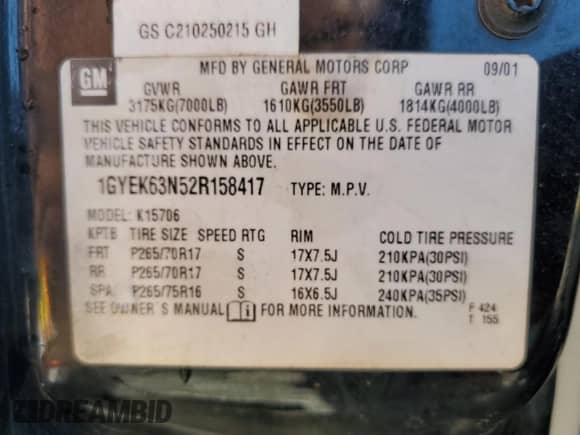 GS C210250215 GH
GM
MFD BY GENERAL MOTORS CORP 09/01
GVWR GAWR FRT GAWR RR
3175KG(7000LB) 1610KG(3550LB) 1814KG(4000LB)
THIS VEHICLE CONFORMS TO ALL APPLICABLE U.S. FEDERAL MOTOR
VEHICLE SAFETY STANDARDS IN EFFECT ON THE DATE OF
MANUFACTURE SHOWN ABOVE.
1GYEK63N52R158417 TYPE: M.P.V.
MODEL: K15706
KPTB TIRE SIZE SPEED RTG RIM COLD TIRE PRESSURE
FRT P265/70R17 S 17X7.5J 210KPA(30PSI)
RR P265/70R17 S 17X7.5J 210KPA(30PSI)
SPA P265/75R16 S 16X6.5J 240KPA(35PSI)
SEE OWNER'S MANUAL i FOR MORE INFORMATION.
F 424
T 155
DREAMBID